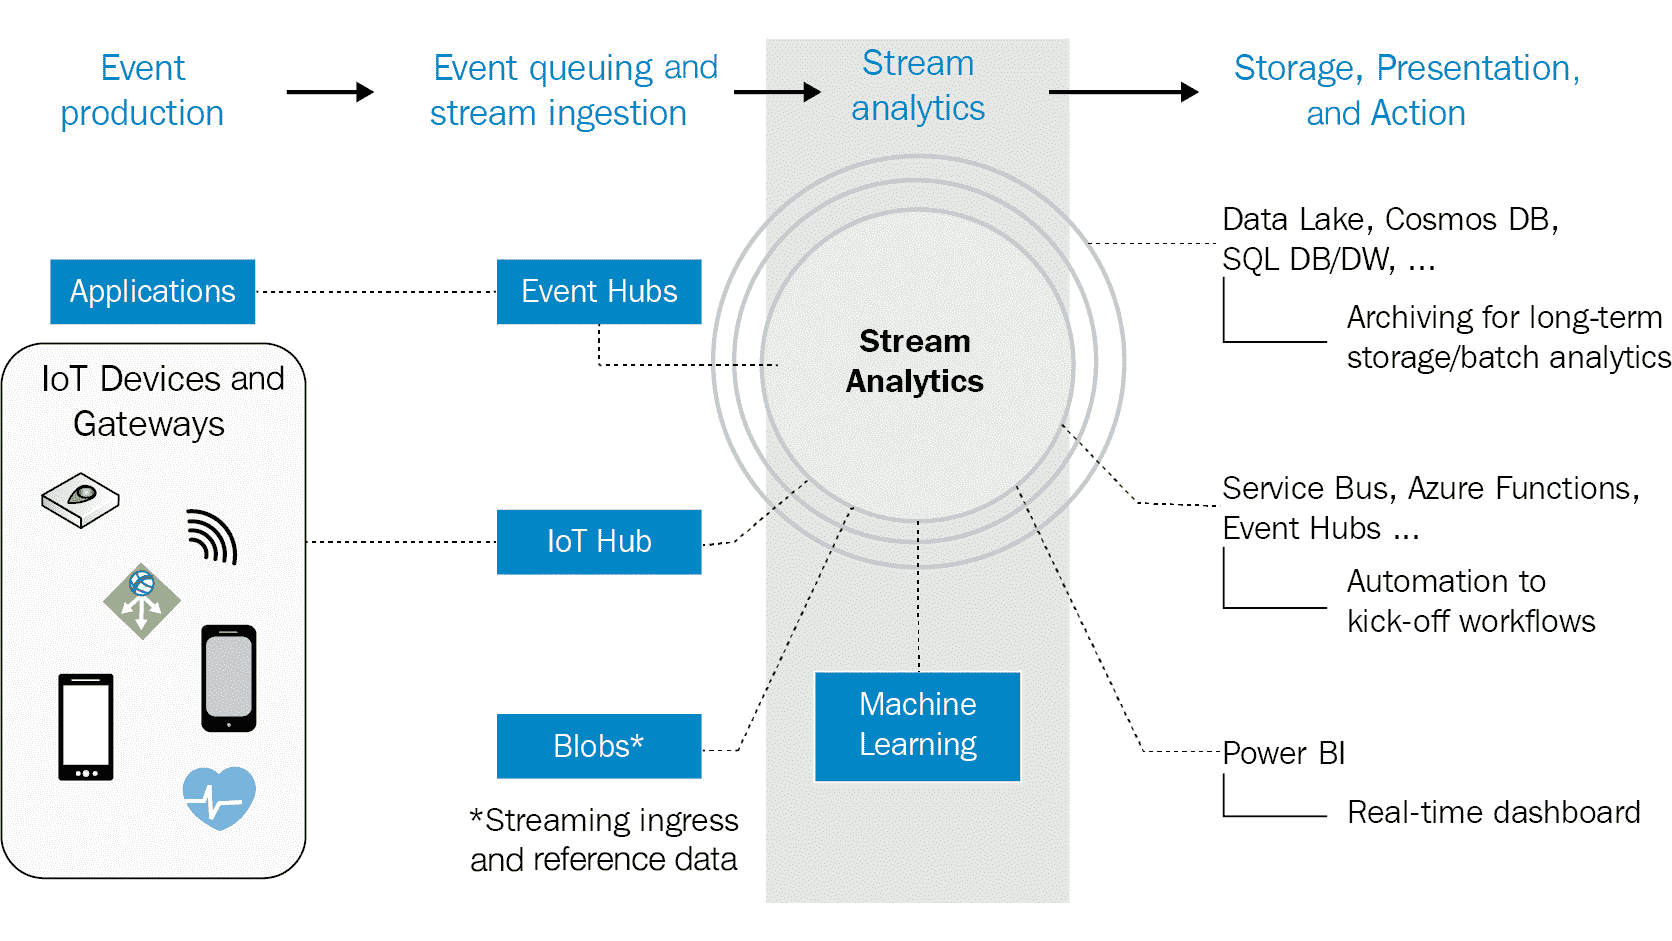 Event
production
Event queuing and
stream ingestion
Stream
analytics
Storage, Presentation,
and Action
Applications
IoT Devices and
Gateways
Event Hubs
IoT Hub
Blobs*
*Streaming ingress
and reference data
Stream
Analytics
Machine
Learning
Data Lake, Cosmos DB,
SQL DB/DW, ...
Archiving for long-term
storage/batch analytics
Service Bus, Azure Functions,
Event Hubs ...
Automation to
kick-off workflows
Power BI
Real-time dashboard